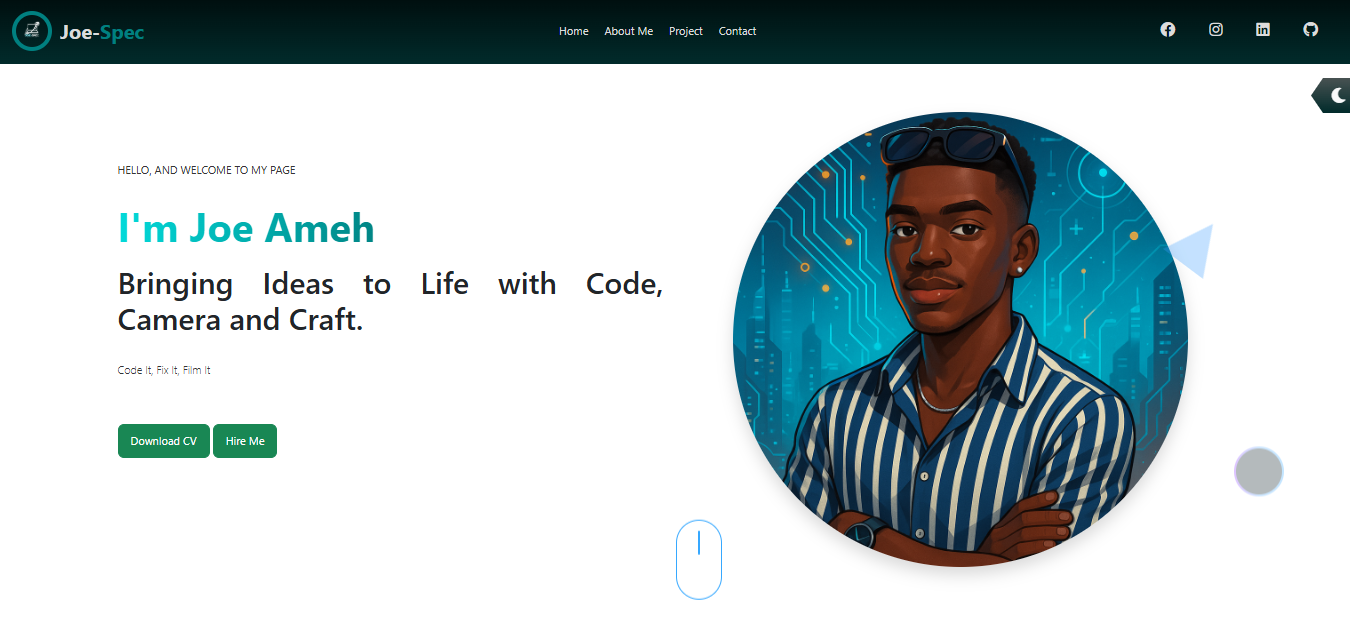 Joe-Spec
Home About Me Project Contact
HELLO, AND WELCOME TO MY PAGE
I'm Joe Ameh
Bringing Ideas to Life with Code,
Camera and Craft.
Code It, Fix It, Film It
Download CV Hire Me